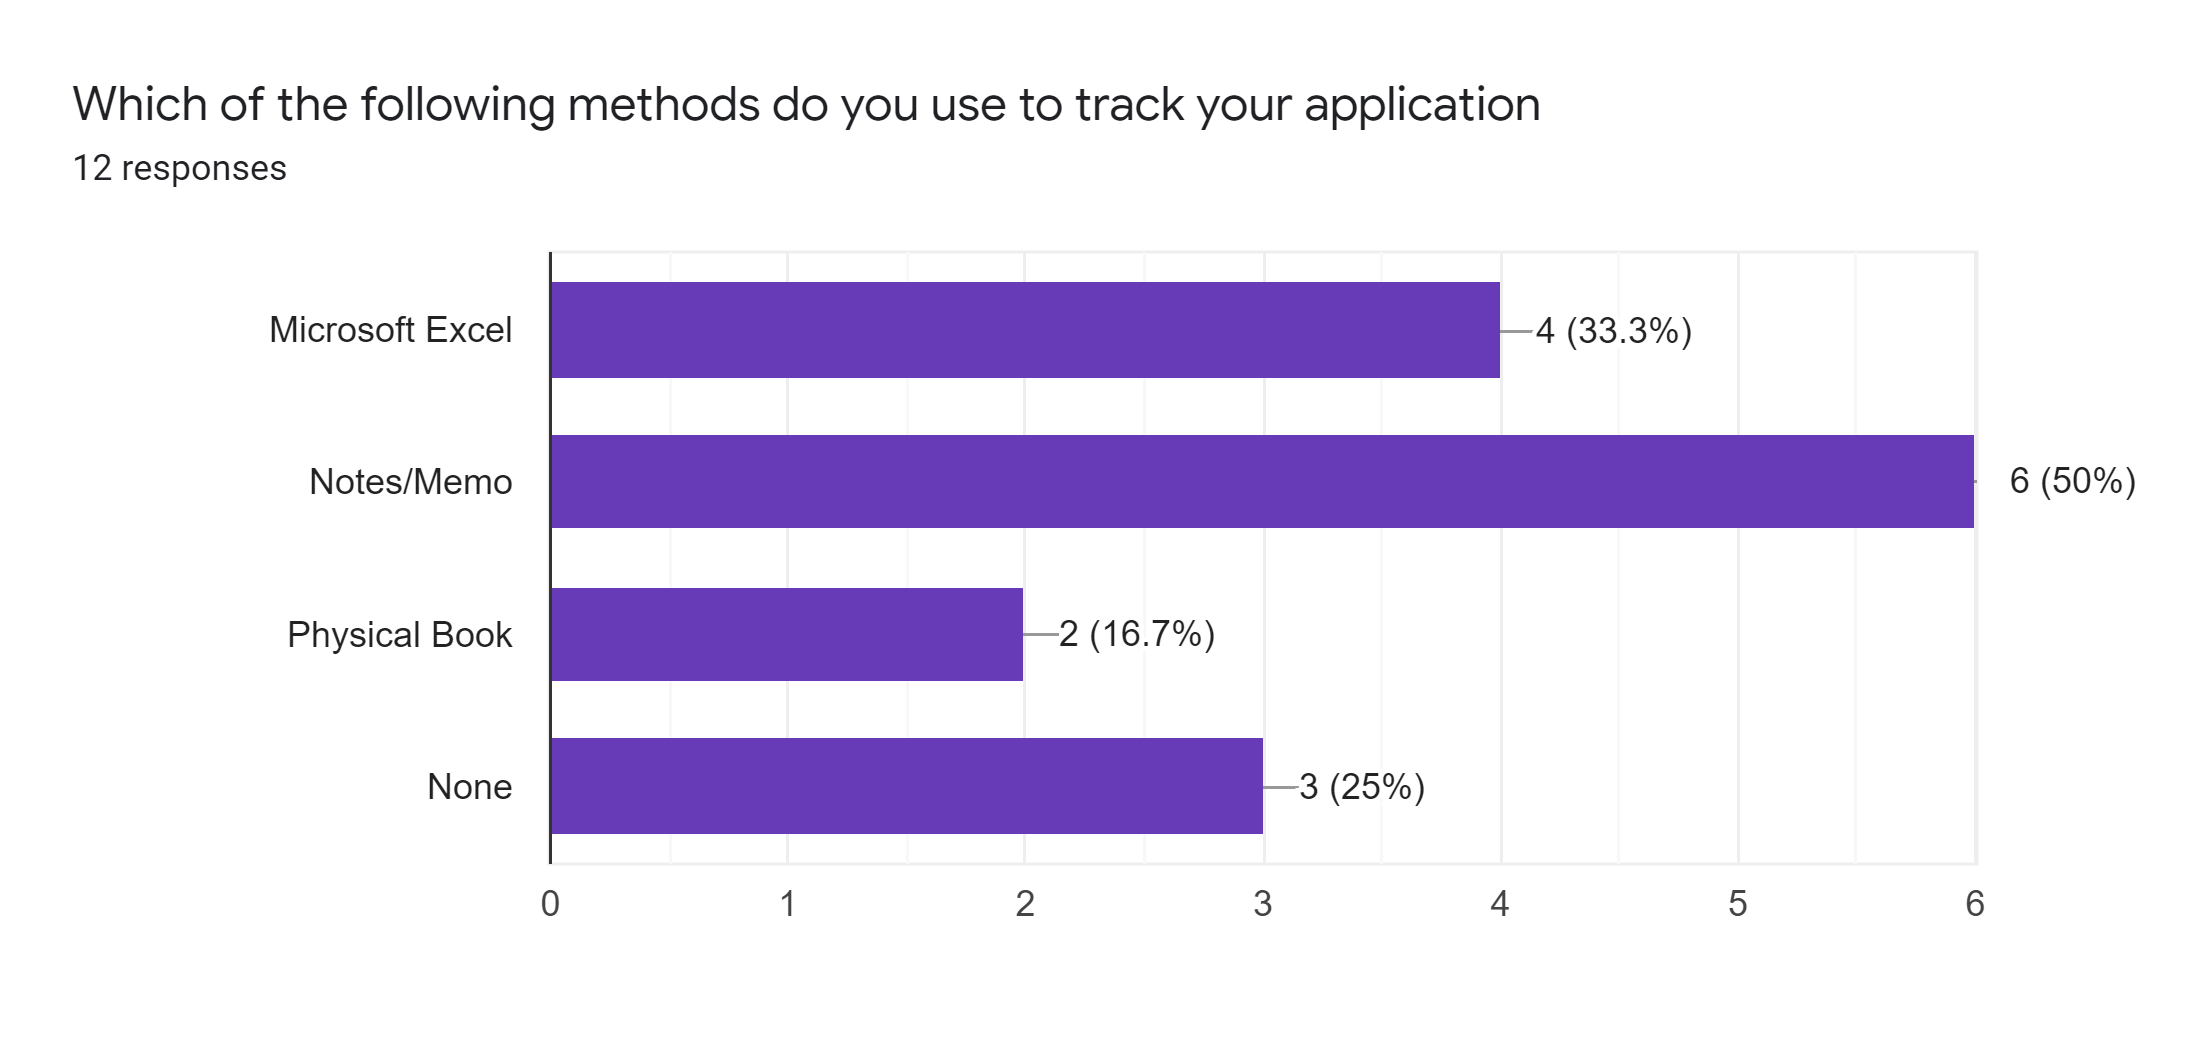 Which of the following methods do you use to track your application
12 responses
Microsoft Excel
4 (33.3%)
Notes/Memo
6 (50%)
Physical Book
2 (16.7%)
None
3 (25%)
0 1 2 3 4 5 6